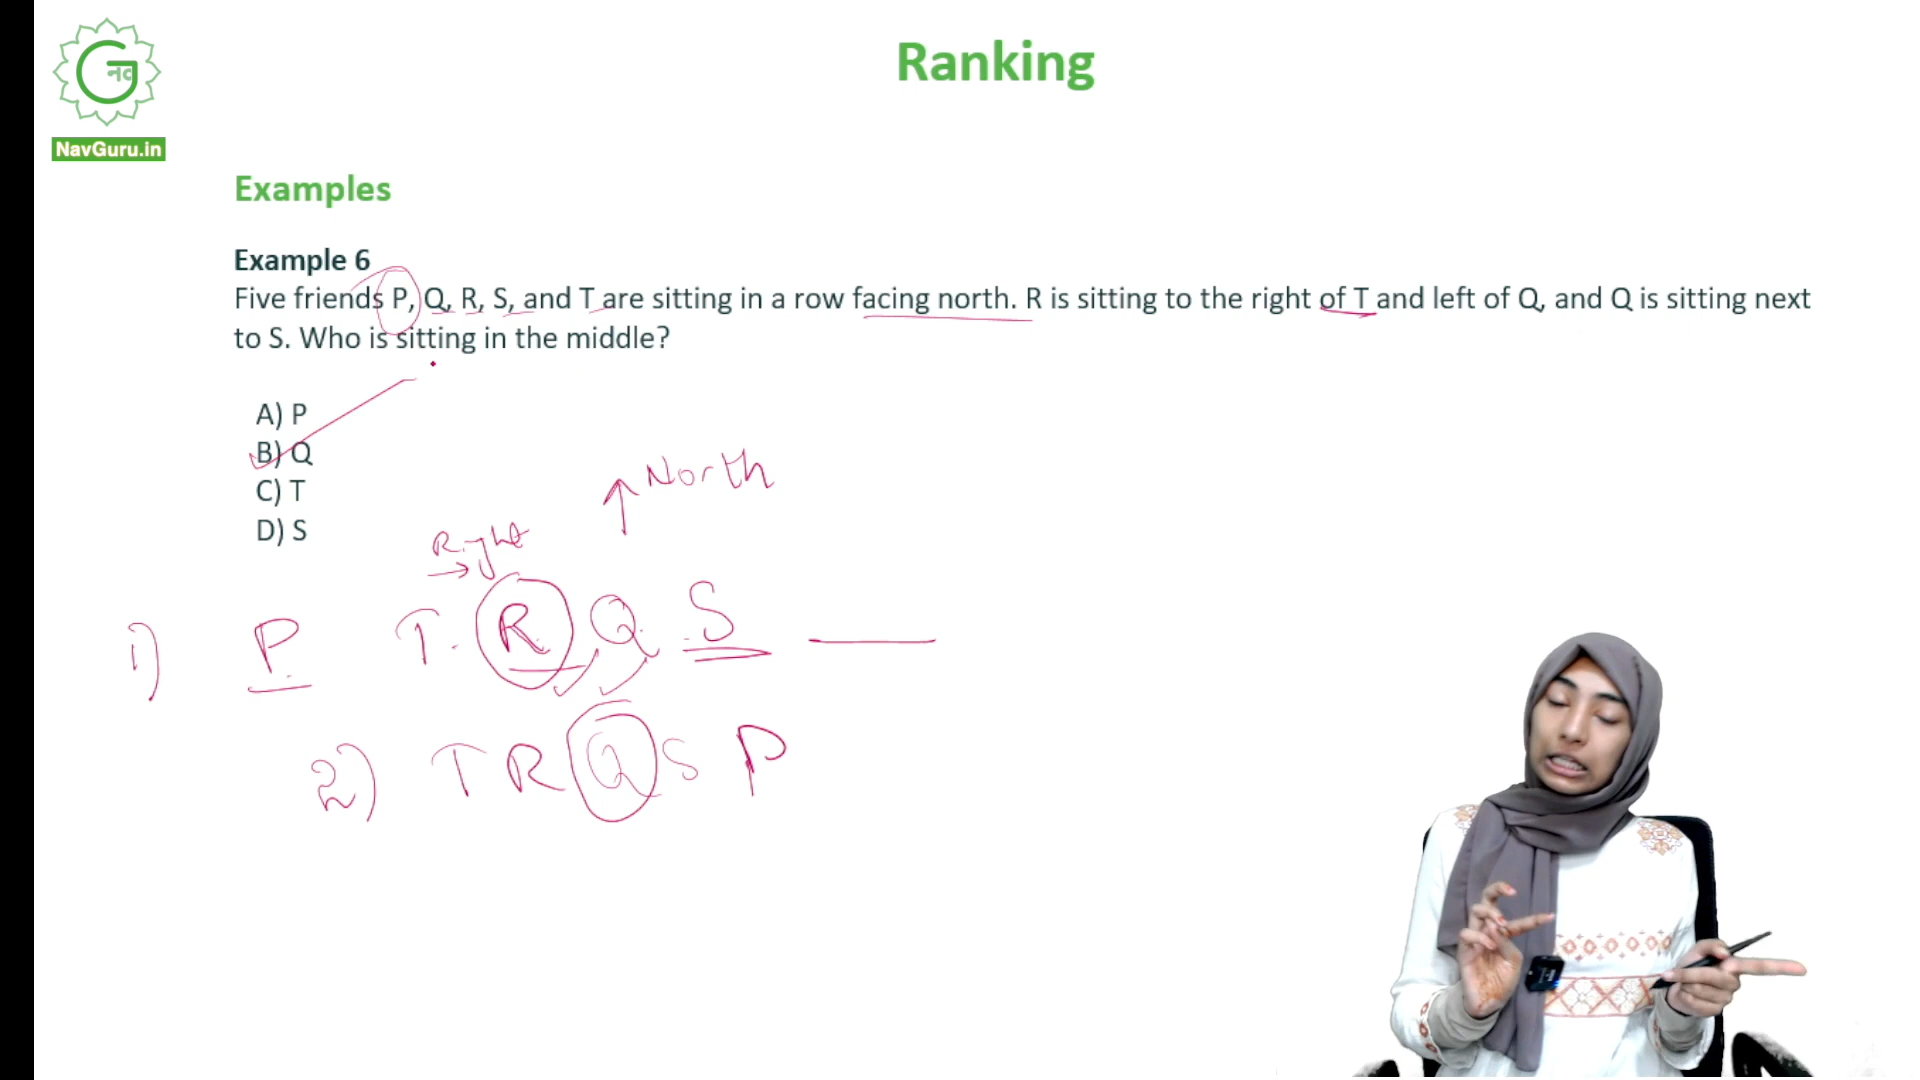 नव
NavGuru.in
Ranking
Examples
Example 6
Five friends P, Q, R, S, and T are sitting in a row facing north. R is sitting to the right of T and left of Q, and Q is sitting next
to S. Who is sitting in the middle?
A) P
B) Q
C) T
D) S
North
Right
1) P T. R Q S
2) T R Q S P